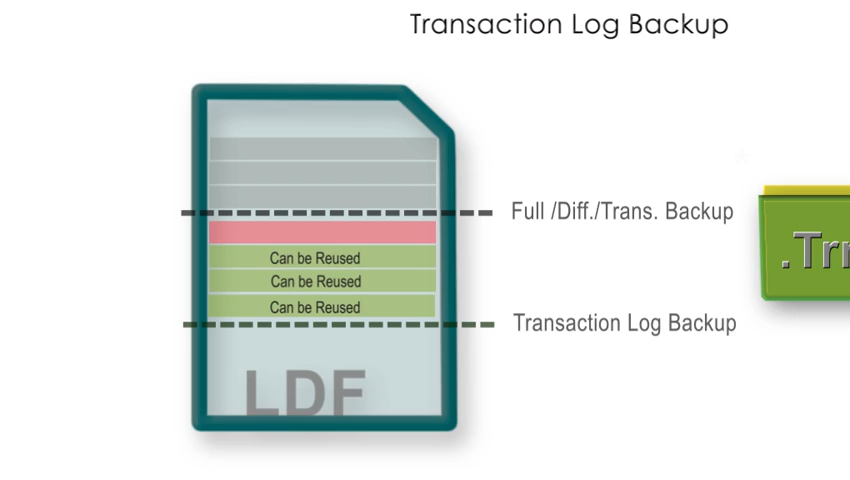 Transaction Log Backup
Full /Diff./Trans. Backup
Can be Reused
Can be Reused
Can be Reused
Transaction Log Backup
LDF